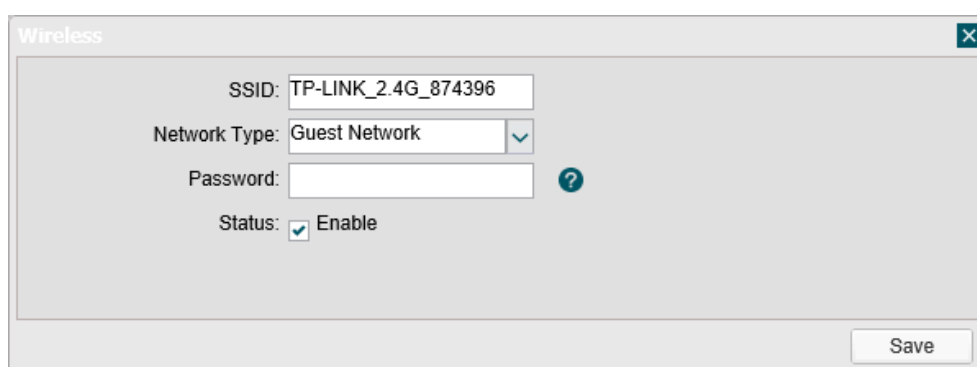 Wireless
SSID: TP-LINK_2.4G_874396
Network Type: Guest Network
Password:
Status: Enable
Save